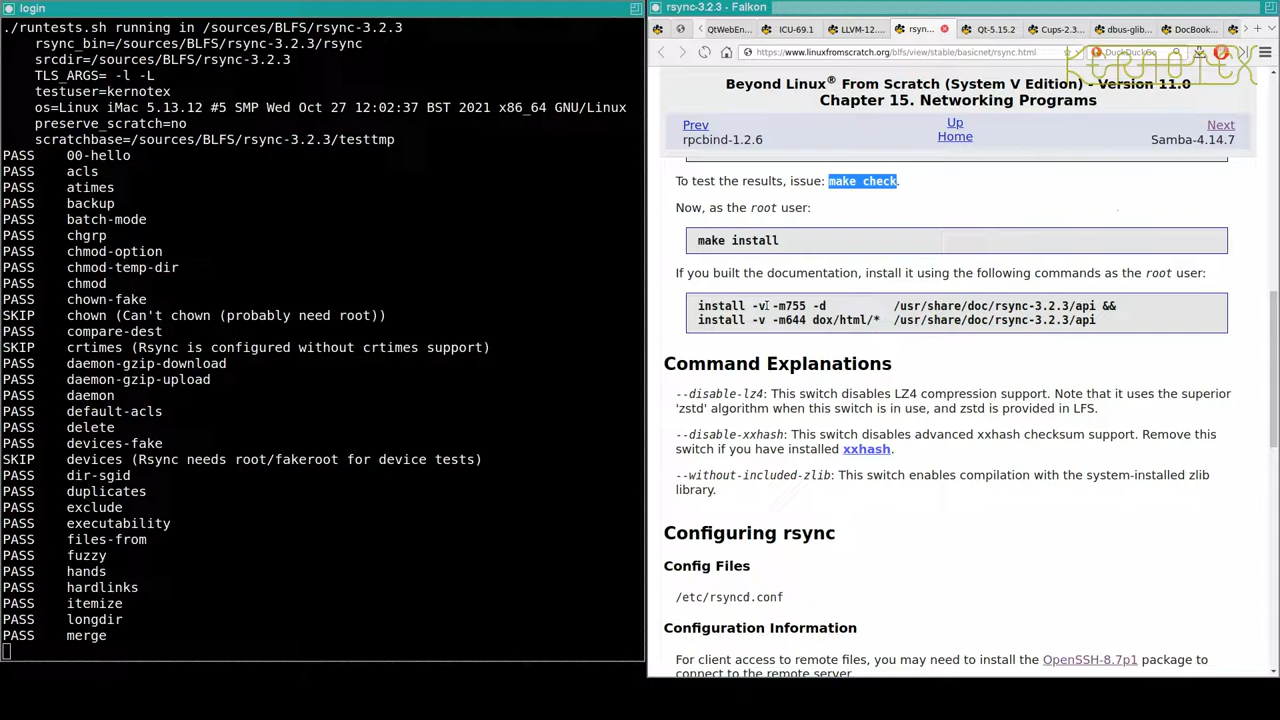 login
./runtests.sh running in /sources/BLFS/rsync-3.2.3
rsync_bin=/sources/BLFS/rsync-3.2.3/rsync
srcdir=/sources/BLFS/rsync-3.2.3
TLS_ARGS= -l -L
testuser=kernotex
os=Linux iMac 5.13.12 #5 SMP Wed Oct 27 12:02:37 BST 2021 x86_64 GNU/Linux
preserve_scratch=no
scratchbase=/sources/BLFS/rsync-3.2.3/testtmp
PASS    00-hello
PASS    acls
PASS    atimes
PASS    backup
PASS    batch-mode
PASS    chgrp
PASS    chmod-option
PASS    chmod-temp-dir
PASS    chmod
PASS    chown-fake
SKIP    chown (Can't chown (probably need root))
PASS    compare-dest
SKIP    crtimes (Rsync is configured without crtimes support)
PASS    daemon-gzip-download
PASS    daemon-gzip-upload
PASS    daemon
PASS    default-acls
PASS    delete
PASS    devices-fake
SKIP    devices (Rsync needs root/fakeroot for device tests)
PASS    dir-sgid
PASS    duplicates
PASS    exclude
PASS    executability
PASS    files-from
PASS    fuzzy
PASS    hands
PASS    hardlinks
PASS    itemize
PASS    longdir
PASS    merge
rsync-3.2.3 - Falkon
QtWebEn... ICU-69.1 LLVM-12.... rsyn... Qt-5.15.2 Cups-2.3... dbus-glib... DocBook...
https://www.linuxfromscratch.org/blfs/view/stable/basicnet/rsync.html DuckDuckGo
KERNOTEX
Beyond Linux® From Scratch (System V Edition) - Version 11.0
Chapter 15. Networking Programs
Prev Up Next
rpcbind-1.2.6 Home Samba-4.14.7
To test the results, issue: make check.
Now, as the root user:
make install
If you built the documentation, install it using the following commands as the root user:
install -v -m755 -d          /usr/share/doc/rsync-3.2.3/api &&
install -v -m644 dox/html/*  /usr/share/doc/rsync-3.2.3/api
Command Explanations
--disable-lz4: This switch disables LZ4 compression support. Note that it uses the superior
'zstd' algorithm when this switch is in use, and zstd is provided in LFS.
--disable-xxhash: This switch disables advanced xxhash checksum support. Remove this
switch if you have installed xxhash.
--without-included-zlib: This switch enables compilation with the system-installed zlib
library.
Configuring rsync
Config Files
/etc/rsyncd.conf
Configuration Information
For client access to remote files, you may need to install the OpenSSH-8.7p1 package to
connect to the remote server.